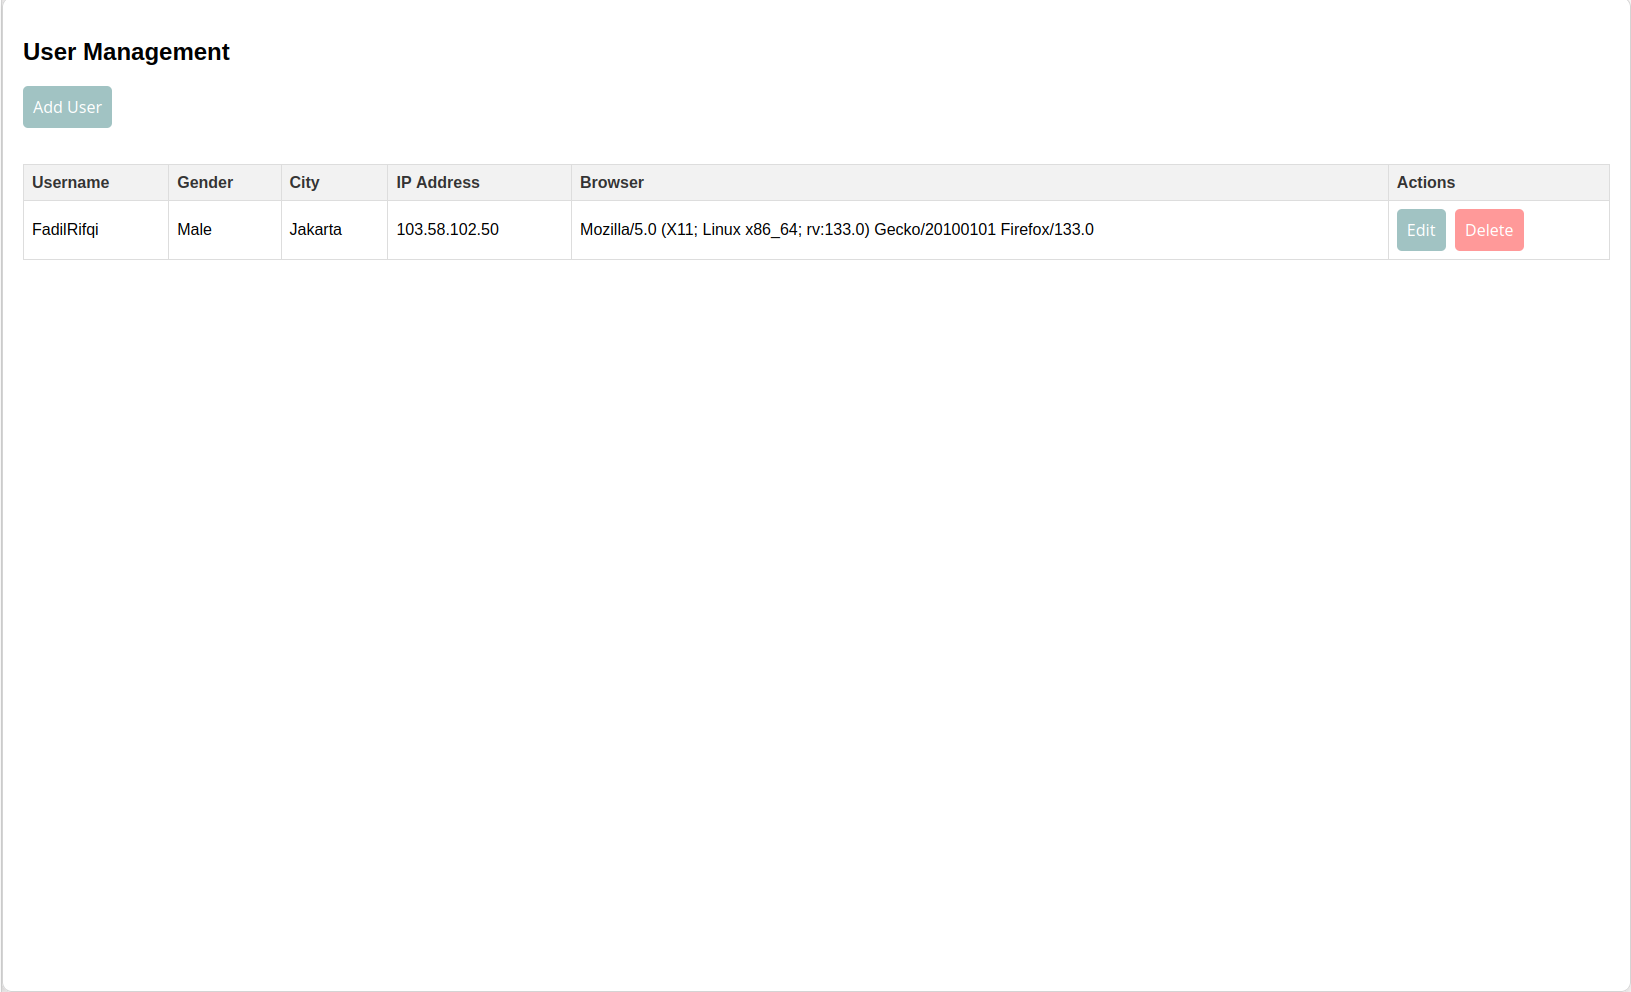 User Management
Add User
Username Gender City IP Address Browser Actions
FadilRifqi Male Jakarta 103.58.102.50 Mozilla/5.0 (X11; Linux x86_64; rv:133.0) Gecko/20100101 Firefox/133.0 Edit Delete